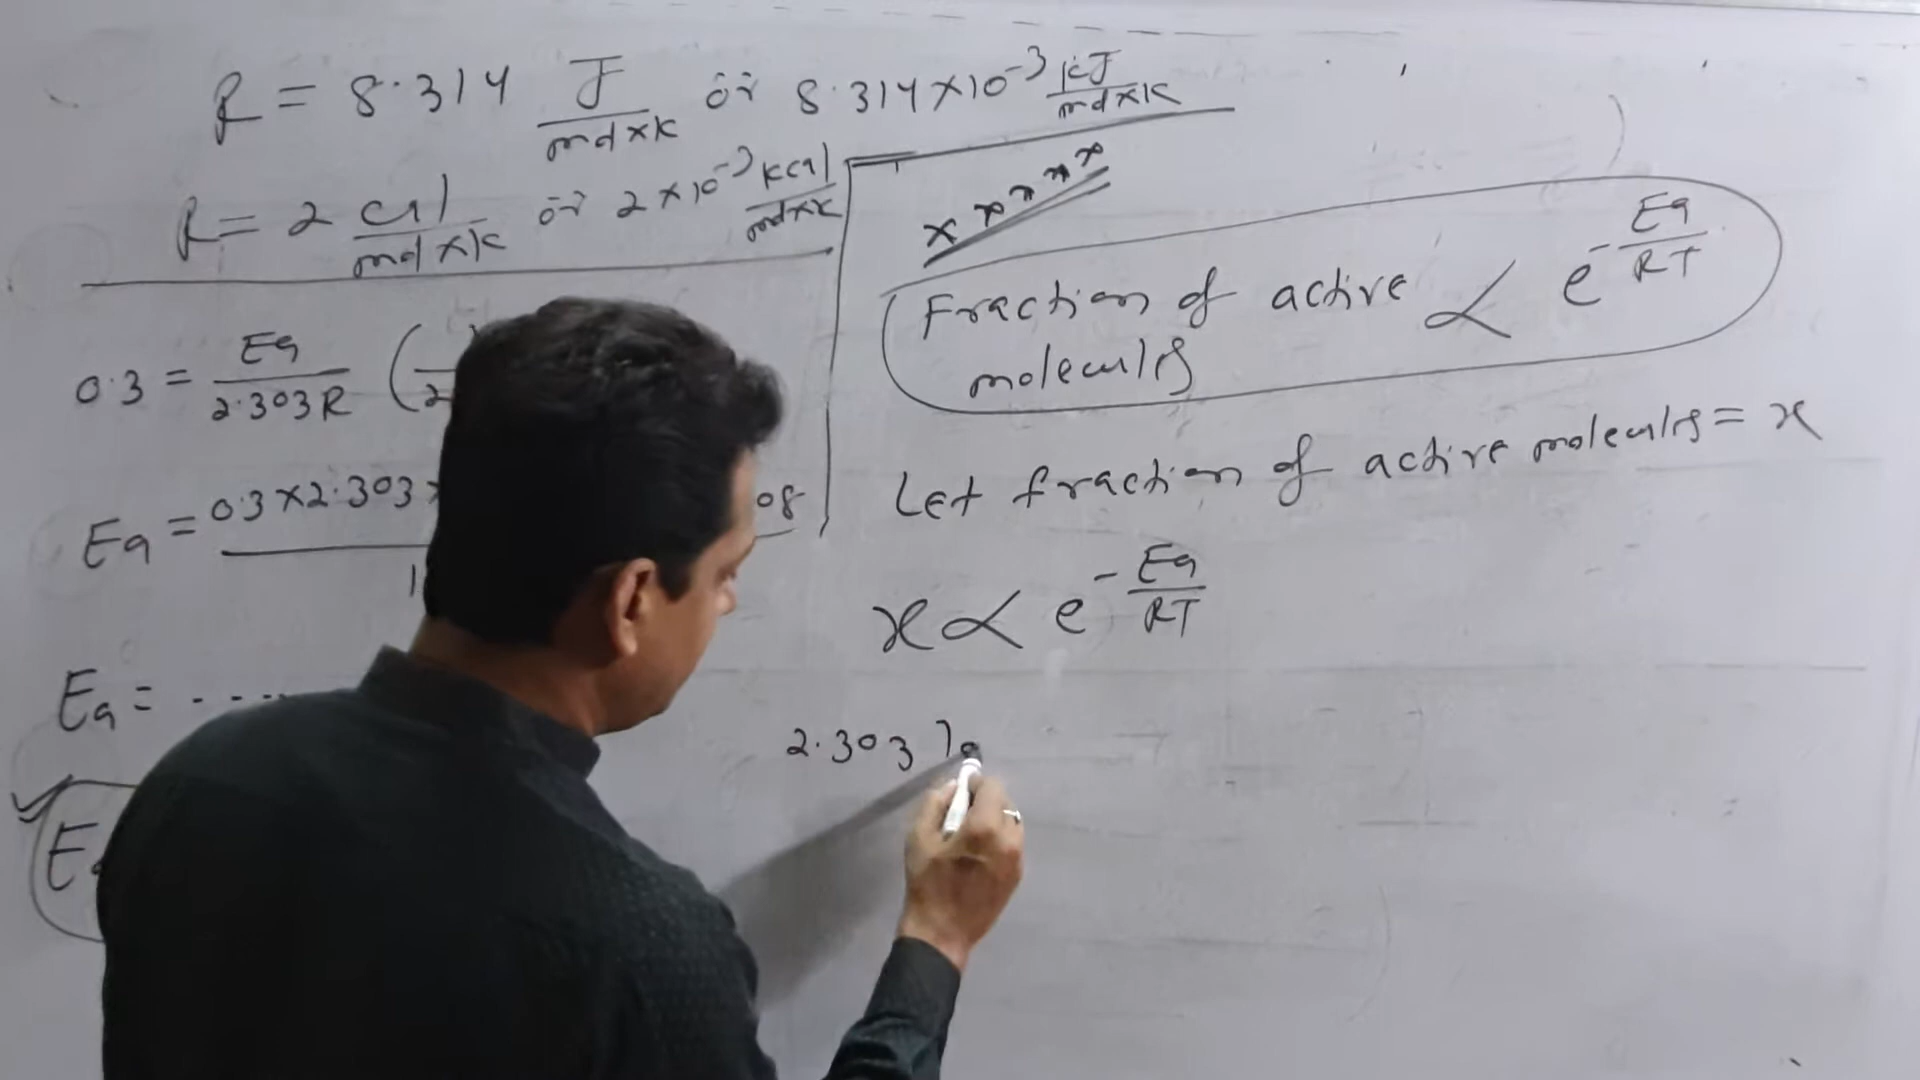 R = 8.314 J/mol×K or 8.314×10⁻³ kJ/mol×K
R = 2 cal/mol×K or 2×10⁻³ kcal/mol×K
0.3 = Ea/2.303R (
Ea = 0.3×2.303× 08
Ea = .....
×××××
Fraction of active molecules ∝ e^(-Ea/RT)
Let fraction of active molecules = x
x ∝ e^(-Ea/RT)
2.303 lo